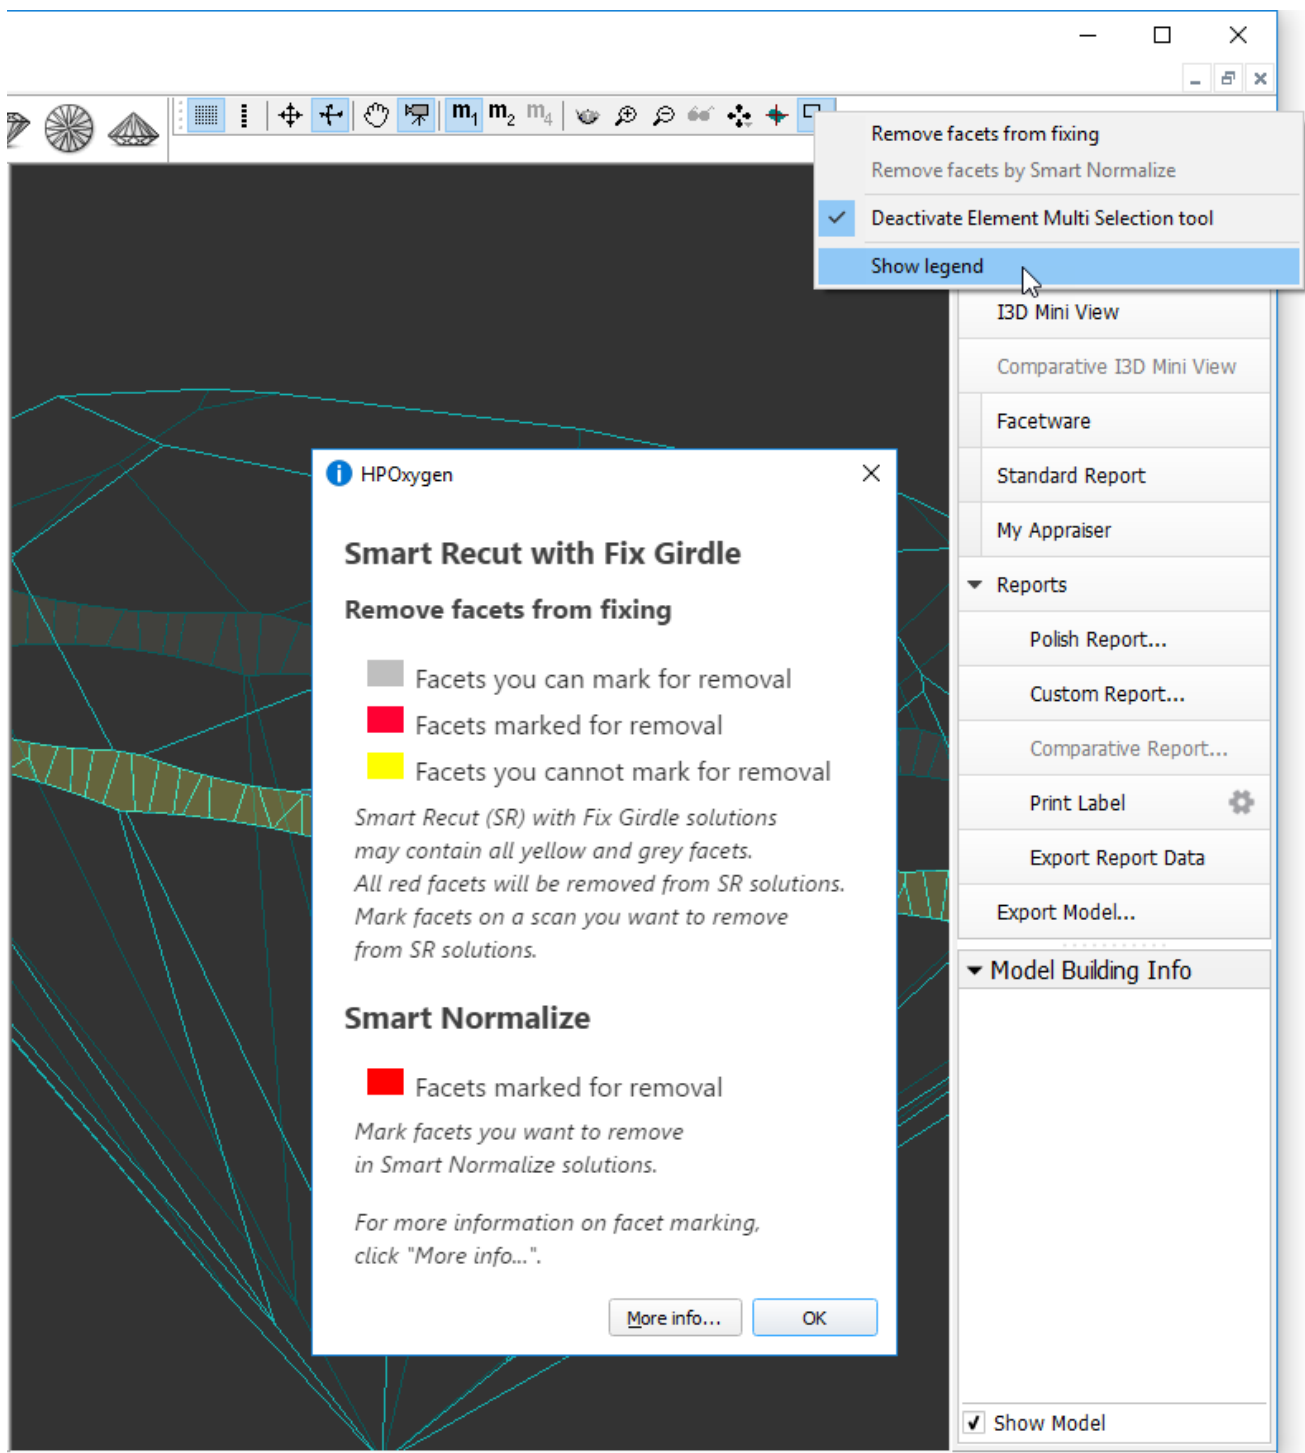 m1 m2 m4
Remove facets from fixing
Remove facets by Smart Normalize
Deactivate Element Multi Selection tool
Show legend
I3D Mini View
Comparative I3D Mini View
Facetware
Standard Report
My Appraiser
Reports
Polish Report...
Custom Report...
Comparative Report...
Print Label
Export Report Data
Export Model...
Model Building Info
Show Model
HPOxygen
Smart Recut with Fix Girdle
Remove facets from fixing
Facets you can mark for removal
Facets marked for removal
Facets you cannot mark for removal
Smart Recut (SR) with Fix Girdle solutions
may contain all yellow and grey facets.
All red facets will be removed from SR solutions.
Mark facets on a scan you want to remove
from SR solutions.
Smart Normalize
Facets marked for removal
Mark facets you want to remove
in Smart Normalize solutions.
For more information on facet marking,
click "More info...".
More info...
OK